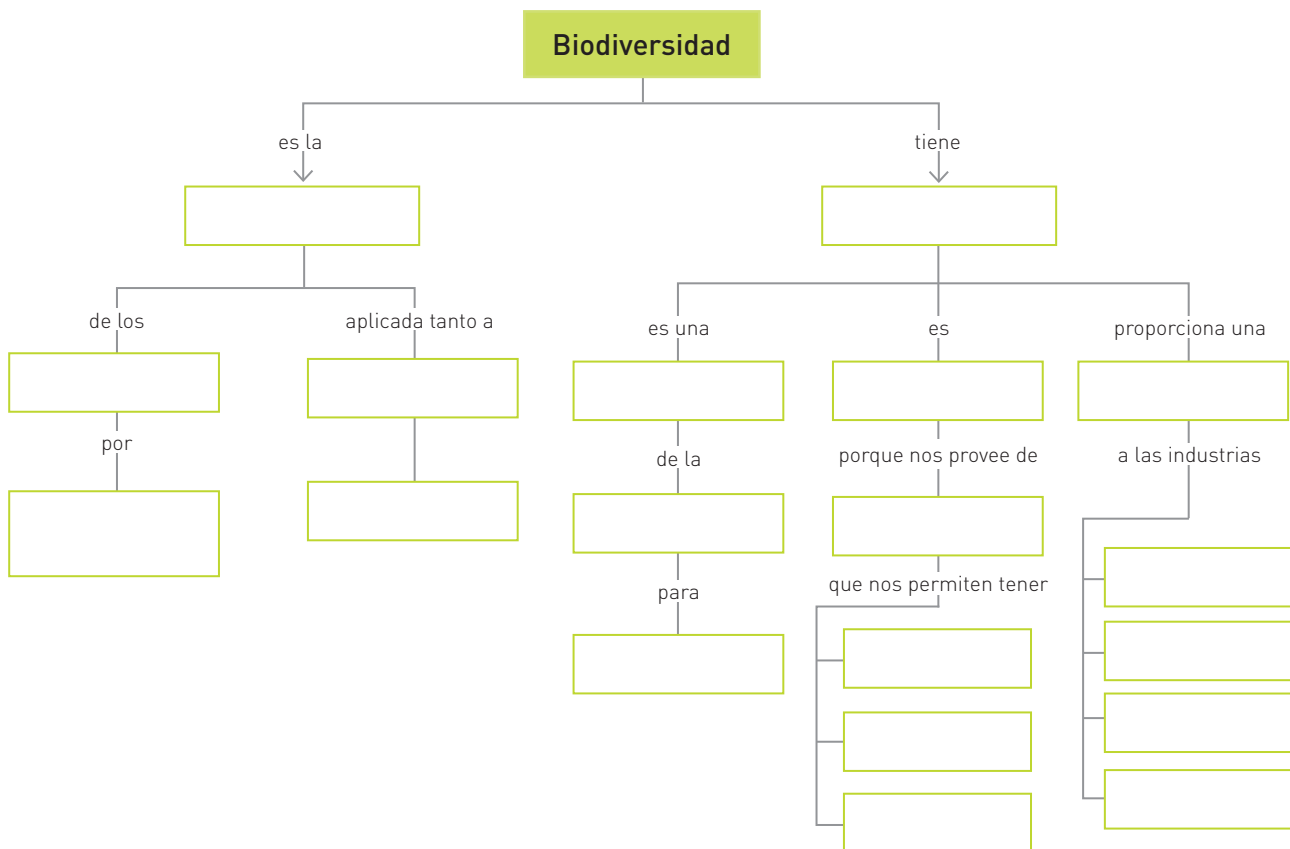 Biodiversidad
es la
tiene
de los
aplicada tanto a
es una
es
proporciona una
por
de la
porque nos provee de
a las industrias
para
que nos permiten tener